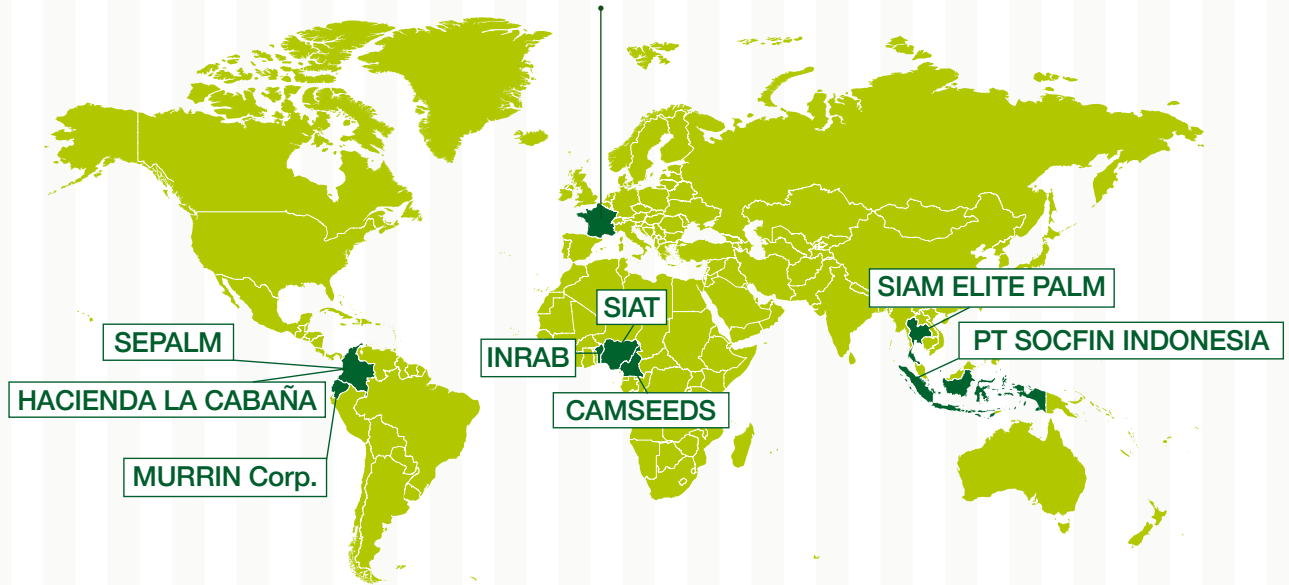 SIAM ELITE PALM
SIAT
PT SOCFIN INDONESIA
SEPALM
INRAB
HACIENDA LA CABAÑA
CAMSEEDS
MURRIN Corp.